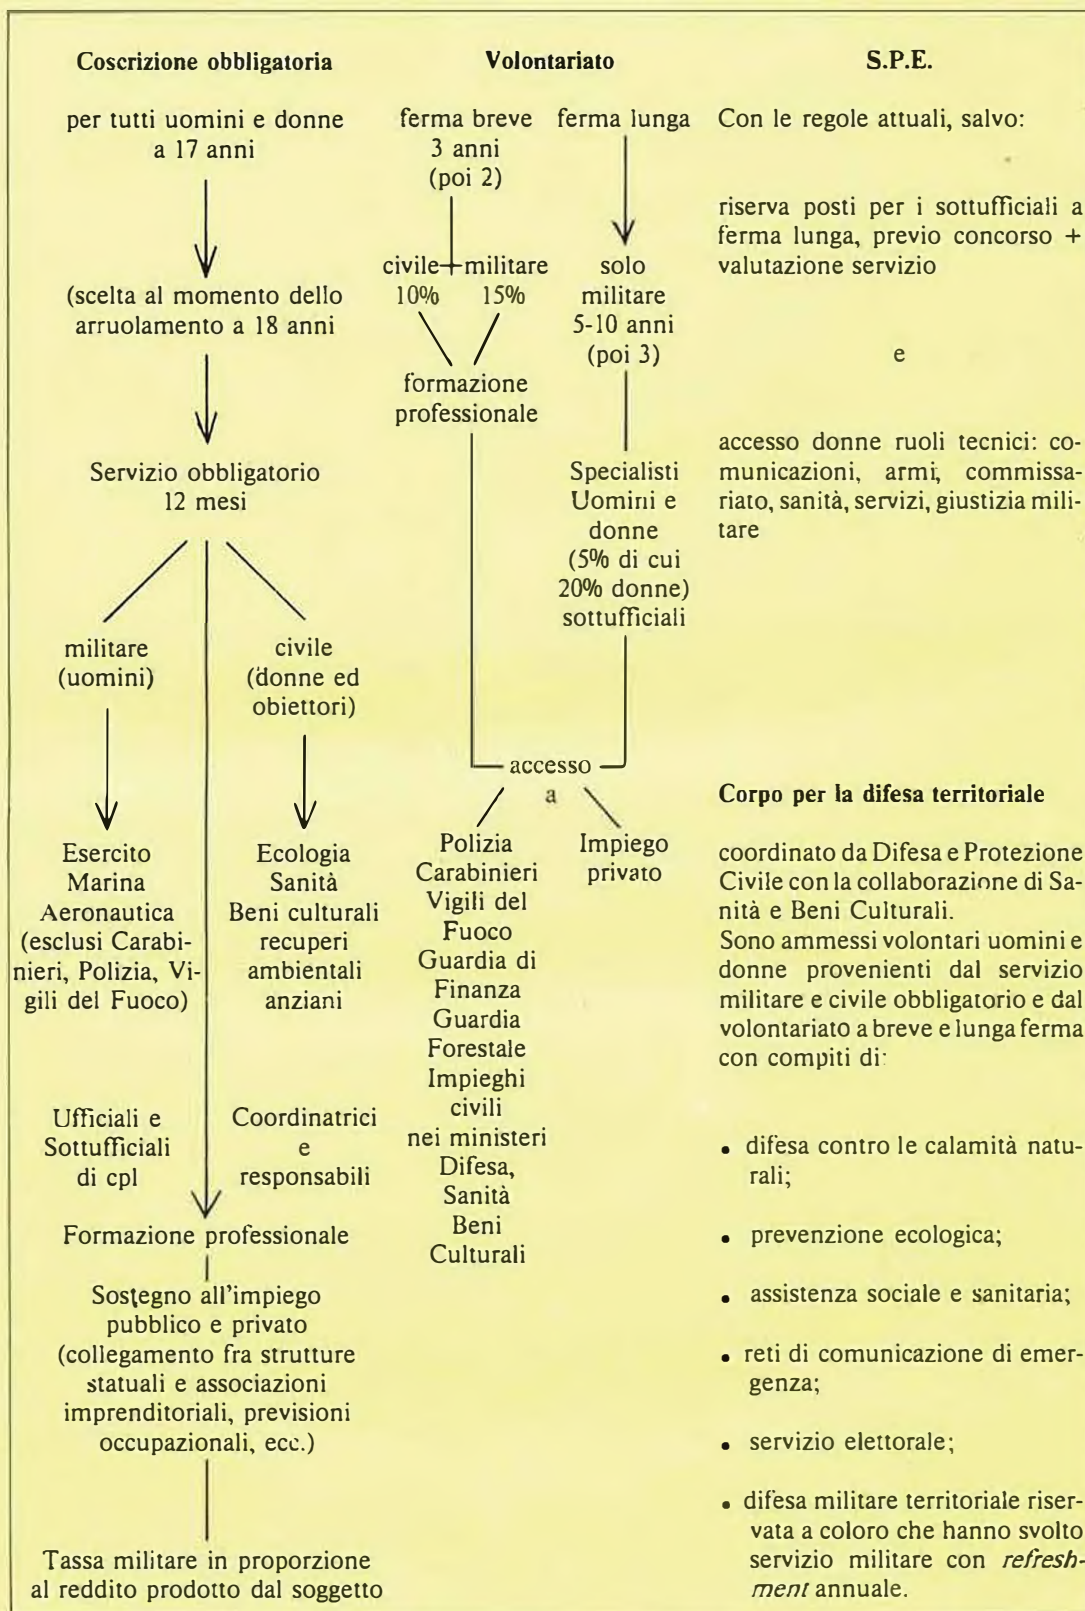 Coscrizione obbligatoria
per tutti uomini e donne
a 17 anni
(scelta al momento dello
arruolamento a 18 anni
Servizio obbligatorio
12 mesi
militare
(uomini)
civile
(donne ed
obiettori)
Esercito
Marina
Aeronautica
(esclusi Carabi-
nieri, Polizia, Vi-
gili del Fuoco)
Ecologia
Sanità
Beni culturali
recuperi
ambientali
anziani
Ufficiali e
Sottufficiali
di cpl
Coordinatrici
e
responsabili
Formazione professionale
Sostegno all'impiego
pubblico e privato
(collegamento fra strutture
statuali e associazioni
imprenditoriali, previsioni
occupazionali, ecc.)
Tassa militare in proporzione
al reddito prodotto dal soggetto
Volontariato
ferma breve
3 anni
(poi 2)
civile militare
10% 15%
formazione
professionale
ferma lunga
solo
militare
5-10 anni
(poi 3)
Specialisti
Uomini e
donne
(5% di cui
20% donne)
sottufficiali
accesso
a
Polizia
Carabinieri
Vigili del
Fuoco
Guardia di
Finanza
Guardia
Forestale
Impieghi
civili
nei ministeri
Difesa,
Sanità
Beni
Culturali
Impiego
privato
S.P.E.
Con le regole attuali, salvo:
riserva posti per i sottufficiali a
ferma lunga, previo concorso +
valutazione servizio
e
accesso donne ruoli tecnici: co-
municazioni, armi, commissa-
riato, sanità, servizi, giustizia mili-
tare
Corpo per la difesa territoriale
coordinato da Difesa e Protezione
Civile con la collaborazione di Sa-
nità e Beni Culturali.
Sono ammessi volontari uomini e
donne provenienti dal servizio
militare e civile obbligatorio e dal
volontariato a breve e lunga ferma
con compiti di:
• difesa contro le calamità natu-
rali;
• prevenzione ecologica;
• assistenza sociale e sanitaria;
• reti di comunicazione di emer-
genza;
• servizio elettorale;
• difesa militare territoriale riser-
vata a coloro che hanno svolto
servizio militare con refresh-
ment annuale.